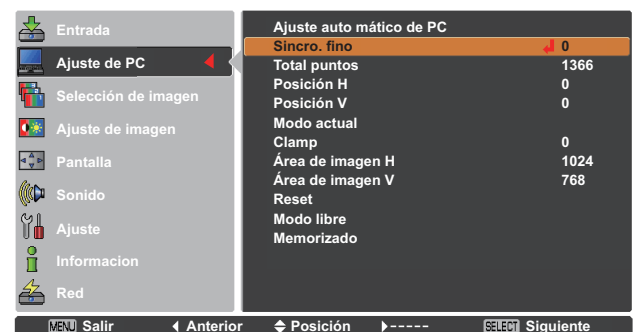 Entrada
Ajuste de PC
Selección de imagen
Ajuste de imagen
Pantalla
Sonido
Ajuste
Informacion
Red
Ajuste auto mático de PC
Sincro. fino 0
Total puntos 1366
Posición H 0
Posición V 0
Modo actual
Clamp 0
Área de imagen H 1024
Área de imagen V 768
Reset
Modo libre
Memorizado
MENU Salir Anterior Posición ----- SELECT Siguiente